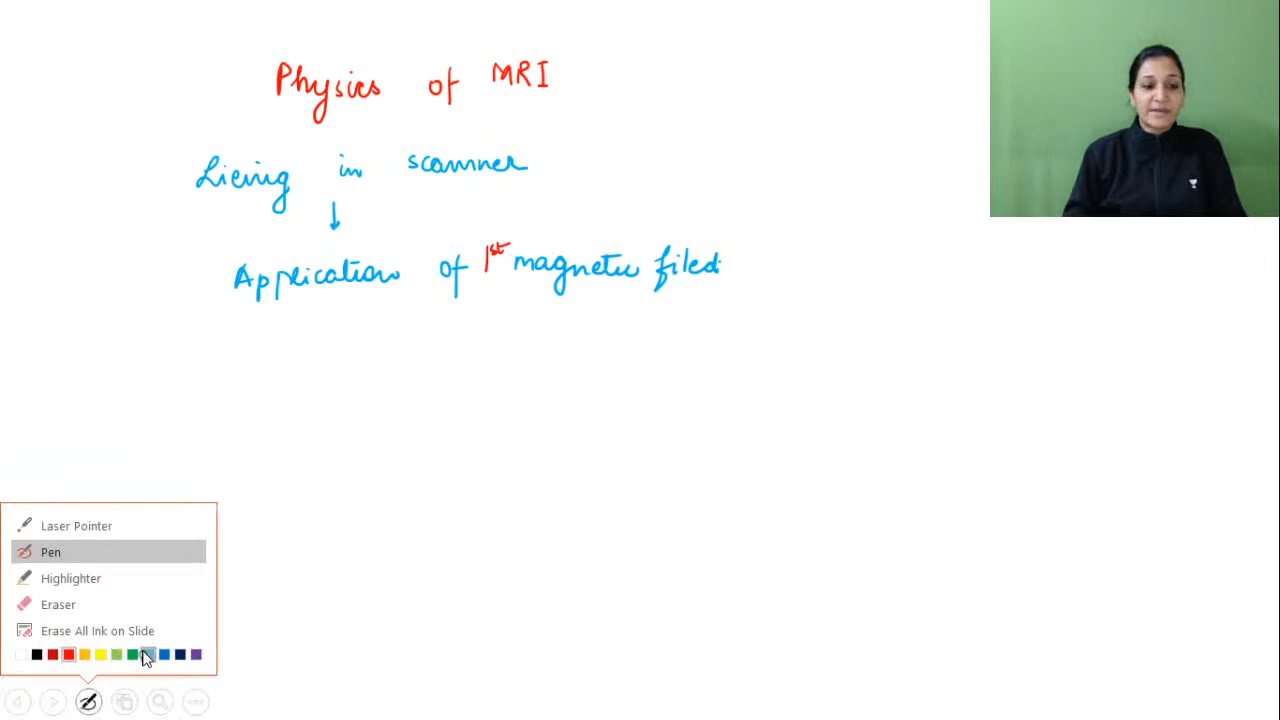 Physics of MRI
Lieing in scanner
↓
Application of 1st magnetic filed
Laser Pointer
Pen
Highlighter
Eraser
Erase All Ink on Slide